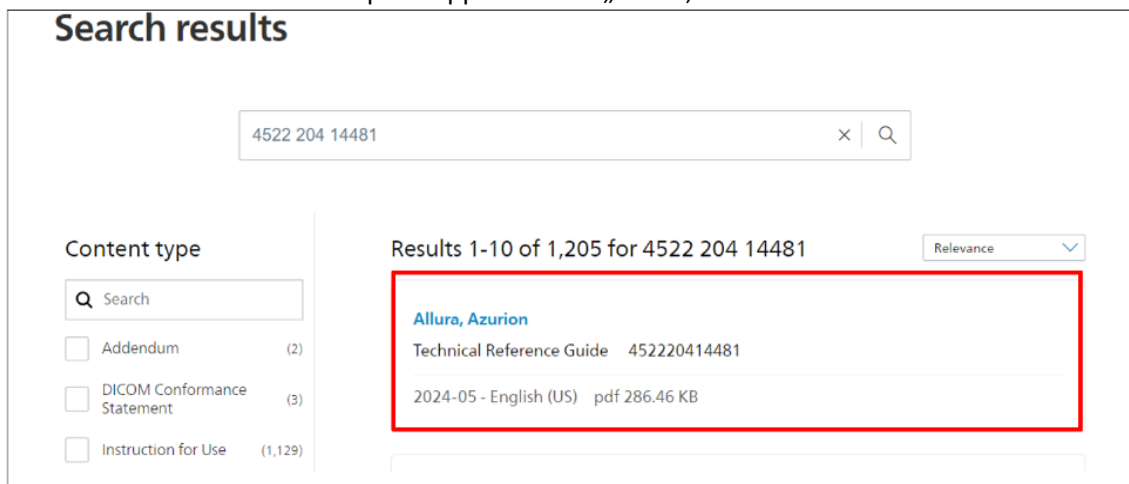 Search results
4522 204 14481
Content type
Search
Addendum (2)
DICOM Conformance
Statement (3)
Instruction for Use (1,129)
Results 1-10 of 1,205 for 4522 204 14481
Relevance
Allura, Azurion
Technical Reference Guide 452220414481
2024-05 - English (US) pdf 286.46 KB